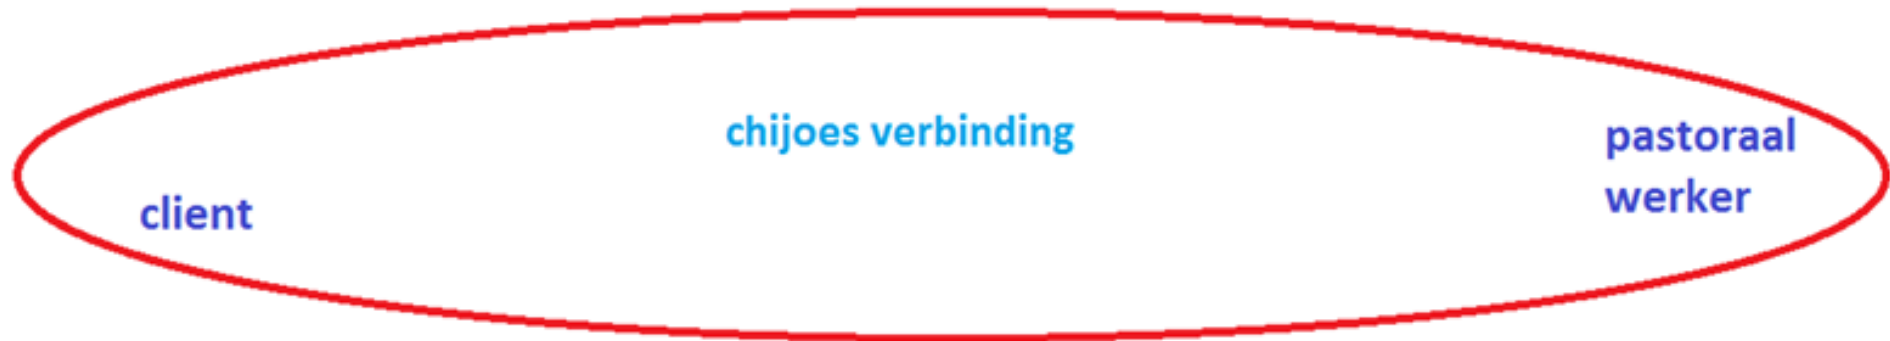 chijoes verbinding
pastoraal
werker
client